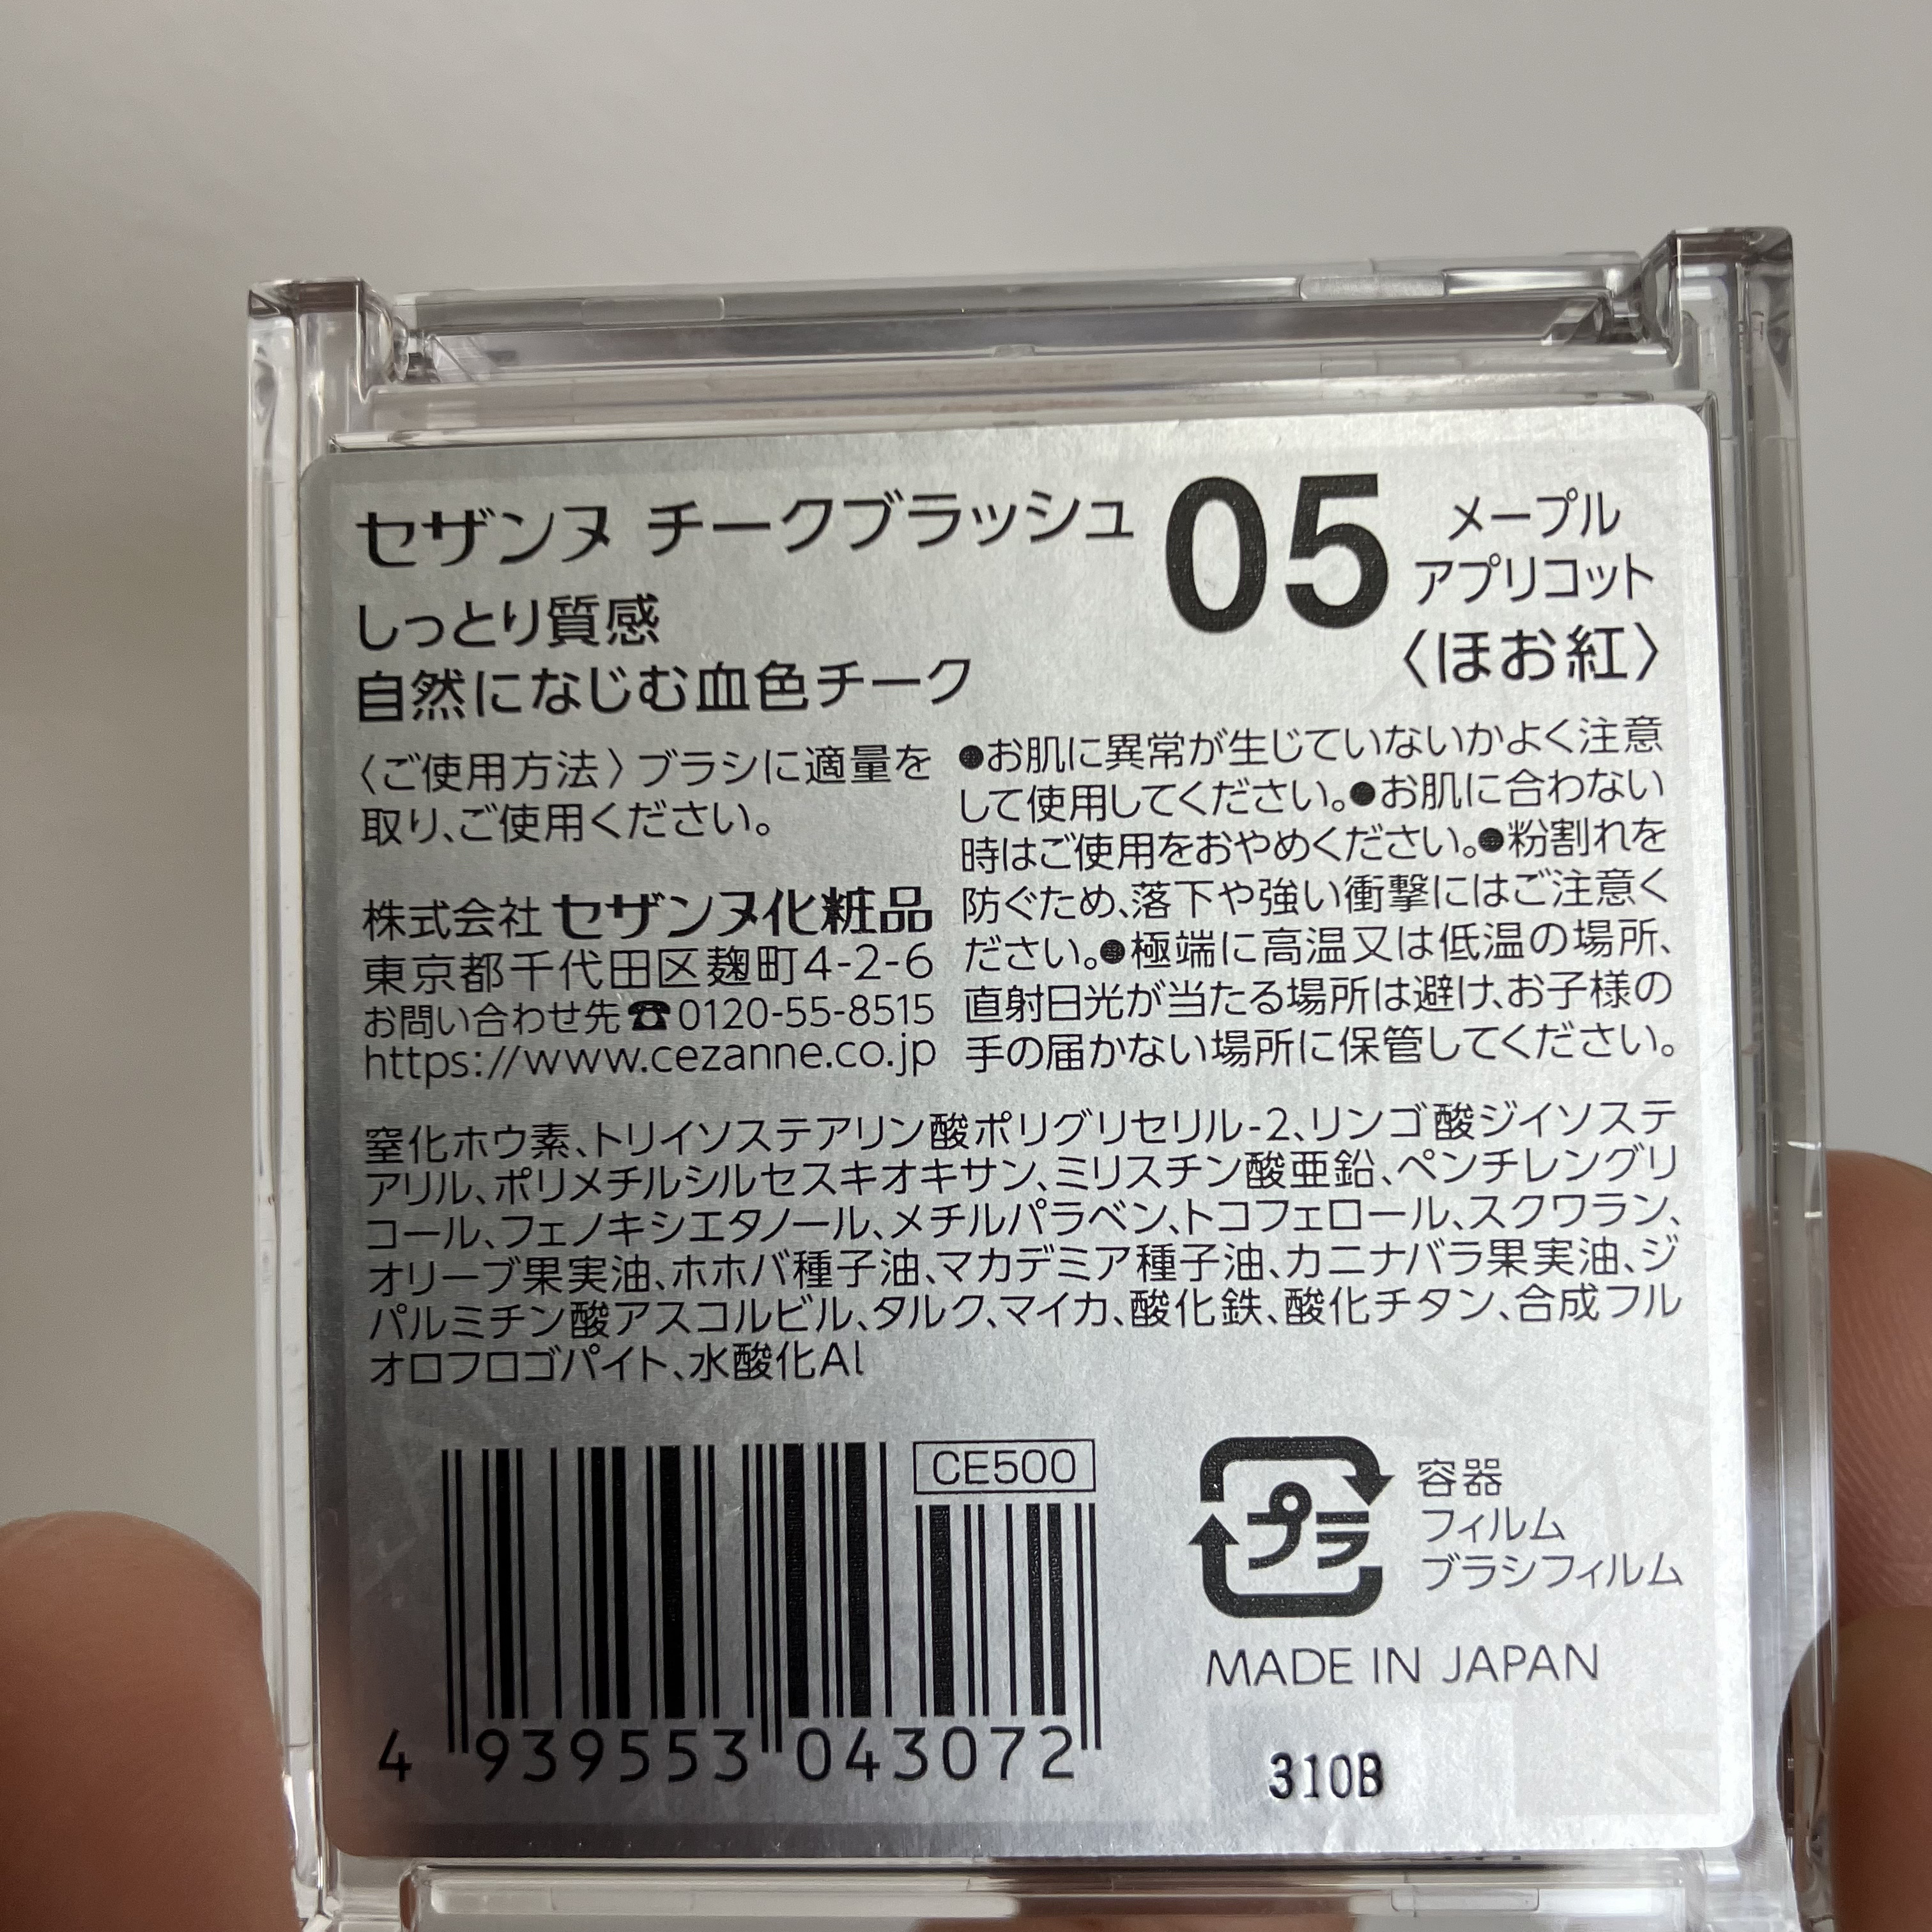 セザンヌ チークブラッシュ
05
メープル
アプリコット
〈ほお紅〉
しっとり質感
自然になじむ血色チーク
〈ご使用方法〉ブラシに適量を
取り、ご使用ください。
株式会社 セザンヌ化粧品
東京都千代田区麹町4-2-6
お問い合わせ先☎0120-55-8515
https://www.cezanne.co.jp
●お肌に異常が生じていないかよく注意
して使用してください。●お肌に合わない
時はご使用をおやめください。●粉割れを
防ぐため、落下や強い衝撃にはご注意く
ださい。●極端に高温又は低温の場所、
直射日光が当たる場所は避け、お子様の
手の届かない場所に保管してください。
窒化ホウ素、トリイソステアリン酸ポリグリセリル-2、リンゴ酸ジイソステ
アリル、ポリメチルシルセスキオキサン、ミリスチン酸亜鉛、ペンチレングリ
コール、フェノキシエタノール、メチルパラベン、トコフェロール、スクワラン、
オリーブ果実油、ホホバ種子油、マカデミア種子油、カニナバラ果実油、ジ
パルミチン酸アスコルビル、タルク、マイカ、酸化鉄、酸化チタン、合成フル
オロフロゴパイト、水酸化Al
CE500
4 939553 043072
プラ
容器
フィルム
ブラシフィルム
MADE IN JAPAN
310B